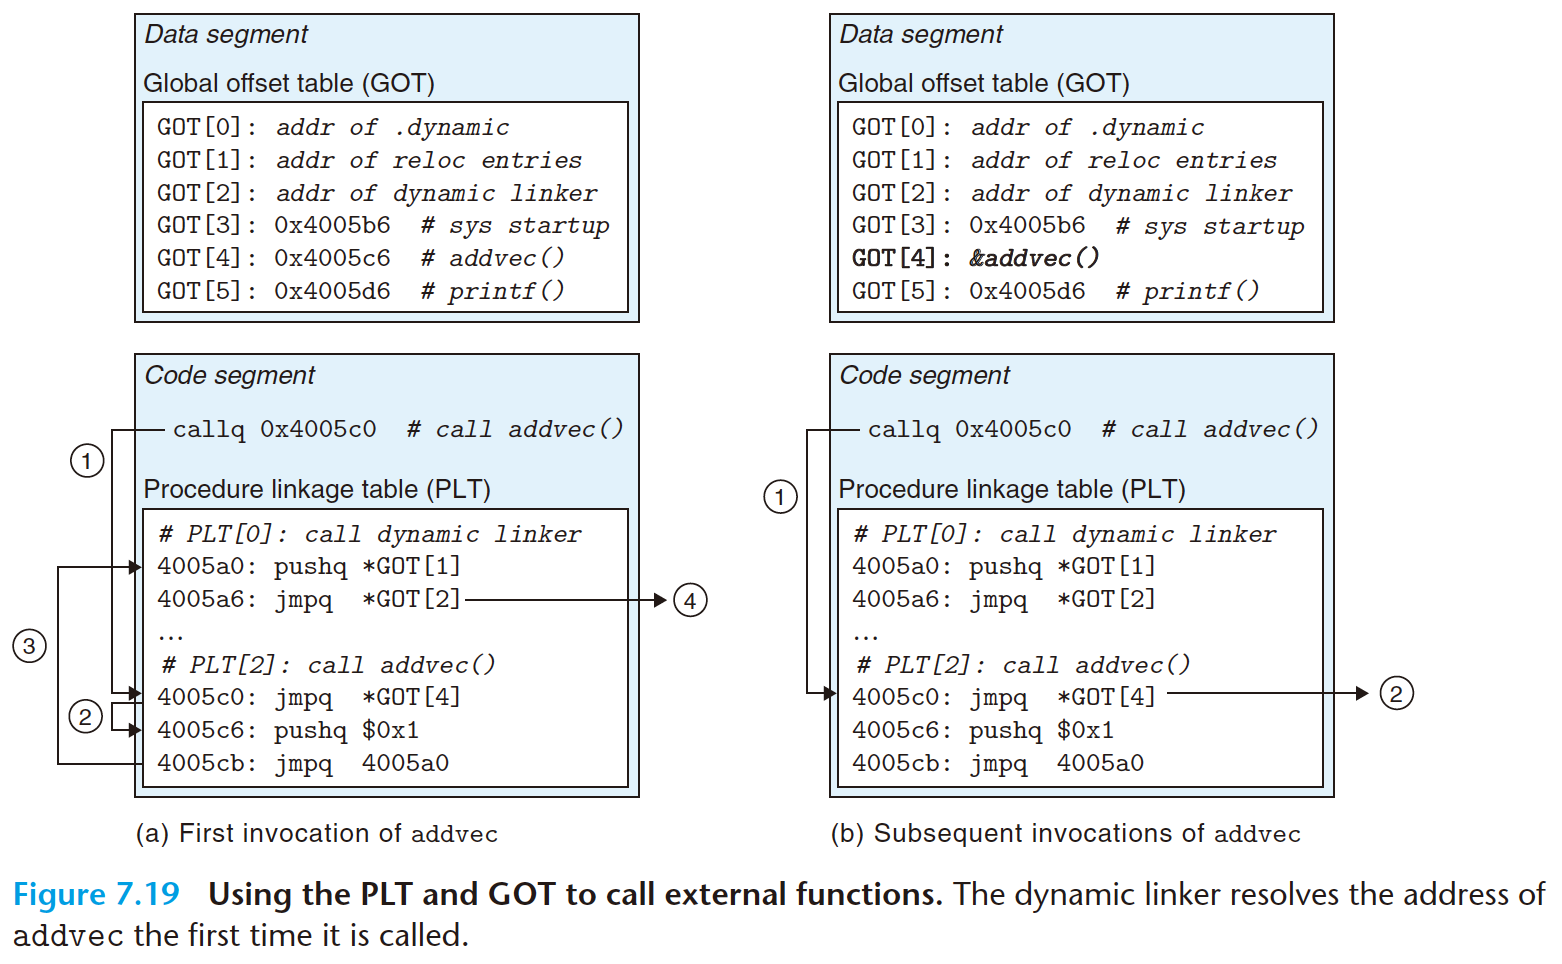 Data segment
Global offset table (GOT)
GOT[0]: addr of .dynamic
GOT[1]: addr of reloc entries
GOT[2]: addr of dynamic linker
GOT[3]: 0x4005b6 # sys startup
GOT[4]: 0x4005c6 # addvec()
GOT[5]: 0x4005d6 # printf()
Code segment
callq 0x4005c0 # call addvec()
1
Procedure linkage table (PLT)
# PLT[0]: call dynamic linker
4005a0: pushq *GOT[1]
4005a6: jmpq *GOT[2]
4
...
3
# PLT[2]: call addvec()
4005c0: jmpq *GOT[4]
2
4005c6: pushq $0x1
4005cb: jmpq 4005a0
(a) First invocation of addvec
Data segment
Global offset table (GOT)
GOT[0]: addr of .dynamic
GOT[1]: addr of reloc entries
GOT[2]: addr of dynamic linker
GOT[3]: 0x4005b6 # sys startup
GOT[4]: &addvec()
GOT[5]: 0x4005d6 # printf()
Code segment
callq 0x4005c0 # call addvec()
1
Procedure linkage table (PLT)
# PLT[0]: call dynamic linker
4005a0: pushq *GOT[1]
4005a6: jmpq *GOT[2]
...
# PLT[2]: call addvec()
4005c0: jmpq *GOT[4]
2
4005c6: pushq $0x1
4005cb: jmpq 4005a0
(b) Subsequent invocations of addvec
Figure 7.19 Using the PLT and GOT to call external functions. The dynamic linker resolves the address of
addvec the first time it is called.